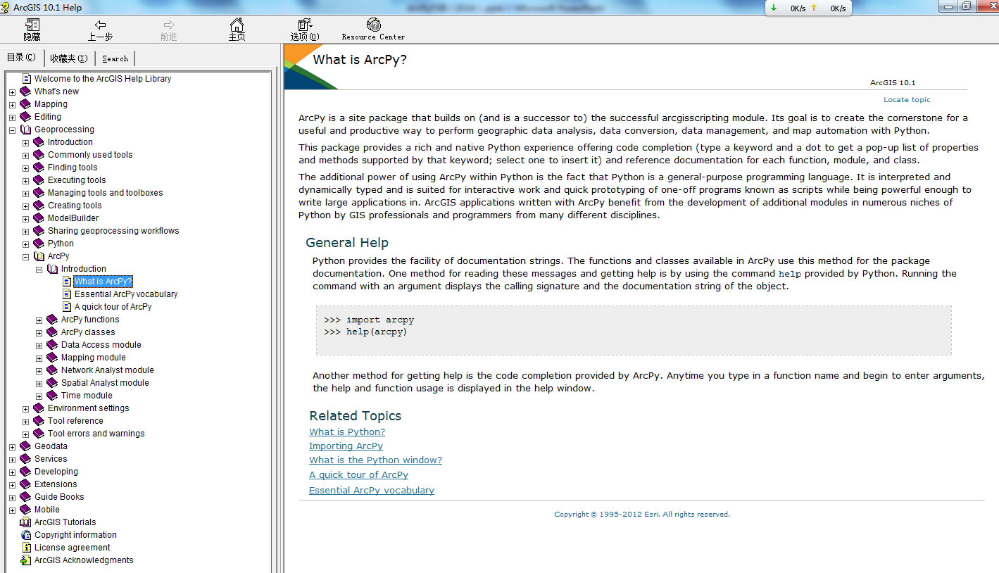 ArcGIS 10.1 Help
0K/s 0K/s
隐藏 上一步 前进 主页 选项(O) Resource Center
目录(C) 收藏夹(I) Search
Welcome to the ArcGIS Help Library
What's new
Mapping
Editing
Geoprocessing
Introduction
Commonly used tools
Finding tools
Executing tools
Managing tools and toolboxes
Creating tools
ModelBuilder
Sharing geoprocessing workflows
Python
ArcPy
Introduction
What is ArcPy?
Essential ArcPy vocabulary
A quick tour of ArcPy
ArcPy functions
ArcPy classes
Data Access module
Mapping module
Network Analyst module
Spatial Analyst module
Time module
Environment settings
Tool reference
Tool errors and warnings
Geodata
Services
Developing
Extensions
Guide Books
Mobile
ArcGIS Tutorials
Copyright information
License agreement
ArcGIS Acknowledgments
What is ArcPy?
ArcGIS 10.1
Locate topic
ArcPy is a site package that builds on (and is a successor to) the successful arcgisscripting module. Its goal is to create the cornerstone for a
useful and productive way to perform geographic data analysis, data conversion, data management, and map automation with Python.
This package provides a rich and native Python experience offering code completion (type a keyword and a dot to get a pop-up list of properties
and methods supported by that keyword; select one to insert it) and reference documentation for each function, module, and class.
The additional power of using ArcPy within Python is the fact that Python is a general-purpose programming language. It is interpreted and
dynamically typed and is suited for interactive work and quick prototyping of one-off programs known as scripts while being powerful enough to
write large applications in. ArcGIS applications written with ArcPy benefit from the development of additional modules in numerous niches of
Python by GIS professionals and programmers from many different disciplines.
General Help
Python provides the facility of documentation strings. The functions and classes available in ArcPy use this method for the package
documentation. One method for reading these messages and getting help is by using the command help provided by Python. Running the
command with an argument displays the calling signature and the documentation string of the object.
>>> import arcpy
>>> help(arcpy)
Another method for getting help is the code completion provided by ArcPy. Anytime you type in a function name and begin to enter arguments,
the help and function usage is displayed in the help window.
Related Topics
What is Python?
Importing ArcPy
What is the Python window?
A quick tour of ArcPy
Essential ArcPy vocabulary
Copyright © 1995-2012 Esri. All rights reserved.